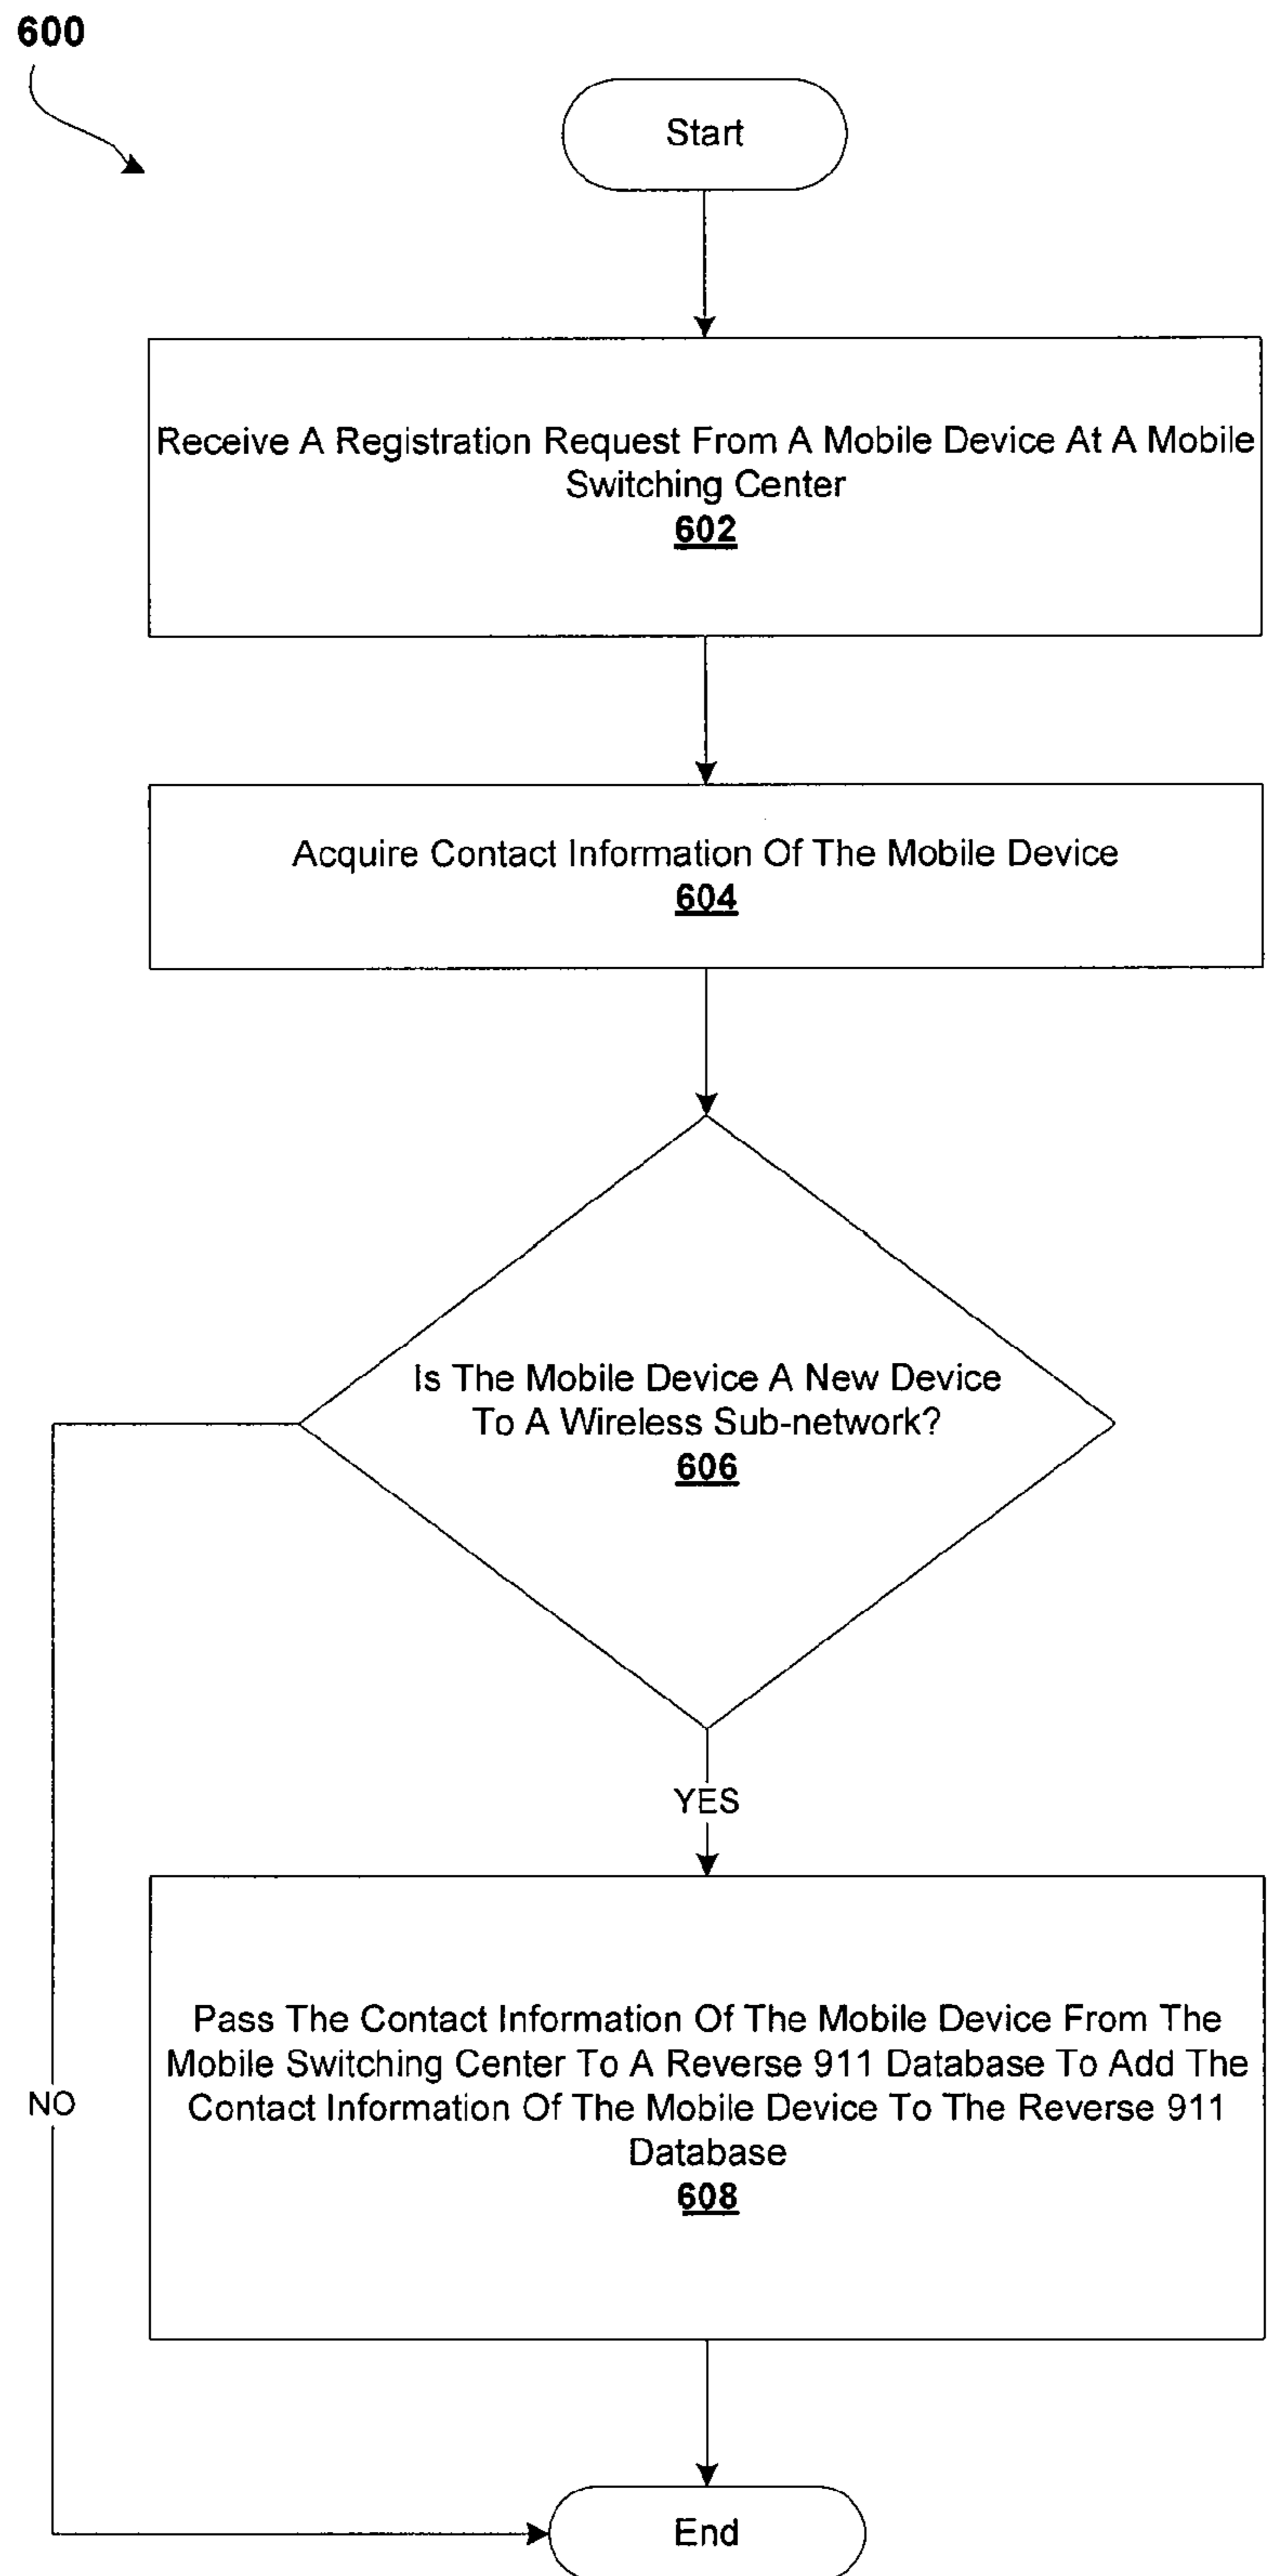 600
Start
Receive A Registration Request From A Mobile Device At A Mobile
Switching Center
602
Acquire Contact Information Of The Mobile Device
604
Is The Mobile Device A New Device
To A Wireless Sub-network?
606
YES
Pass The Contact Information Of The Mobile Device From The
Mobile Switching Center To A Reverse 911 Database To Add The
Contact Information Of The Mobile Device To The Reverse 911
Database
608
NO
End